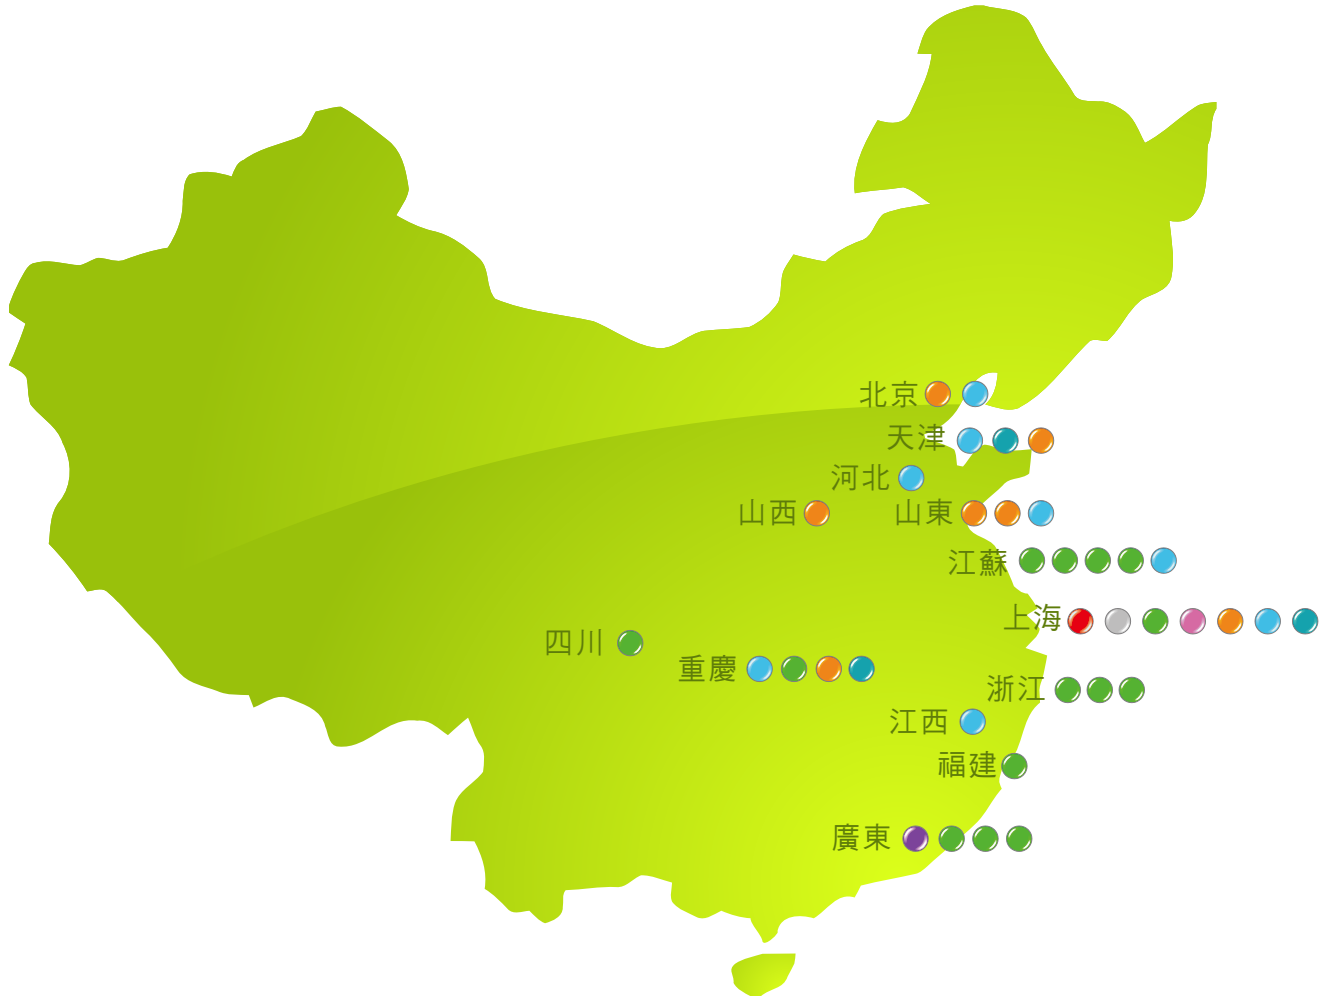 北京
天津
河北
山西
山東
江蘇
上海
四川
重慶
浙江
江西
福建
廣東